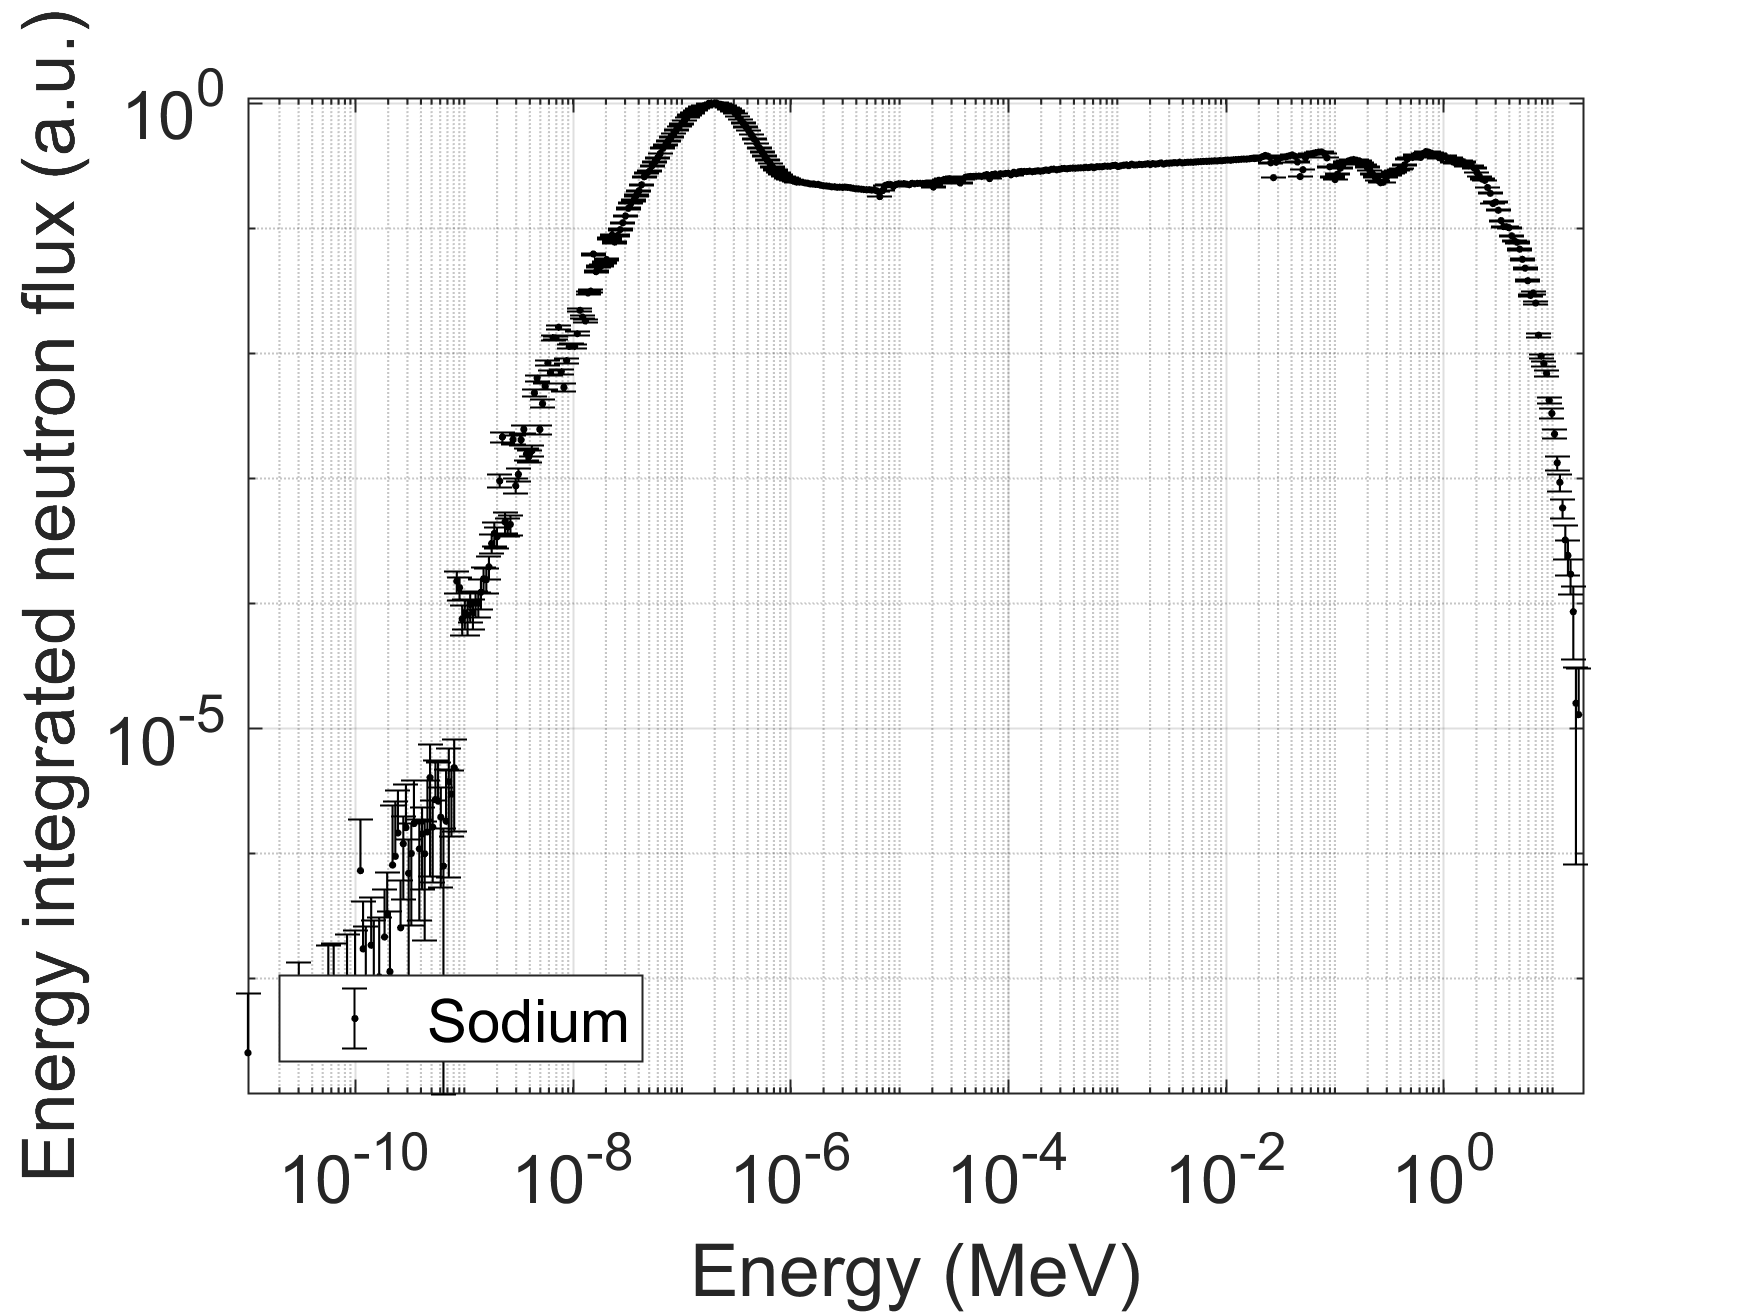 Energy integrated neutron flux (a.u.)
10^0
10^-5
Sodium
10^-10 10^-8 10^-6 10^-4 10^-2 10^0
Energy (MeV)